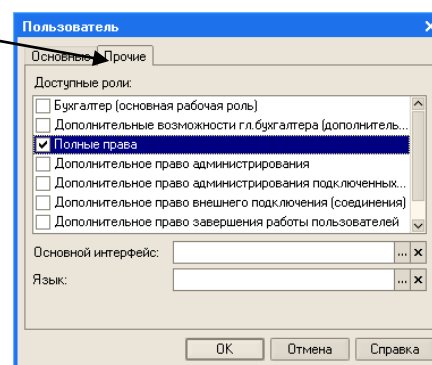 Пользователь
Основные Прочие
Доступные роли:
Бухгалтер (основная рабочая роль)
Дополнительные возможности гл.бухгалтера (дополнитель...
Полные права
Дополнительное право администрирования
Дополнительное право администрирования подключенных...
Дополнительное право внешнего подключения (соединения)
Дополнительное право завершения работы пользователей
Основной интерфейс:
Язык:
OK Отмена Справка